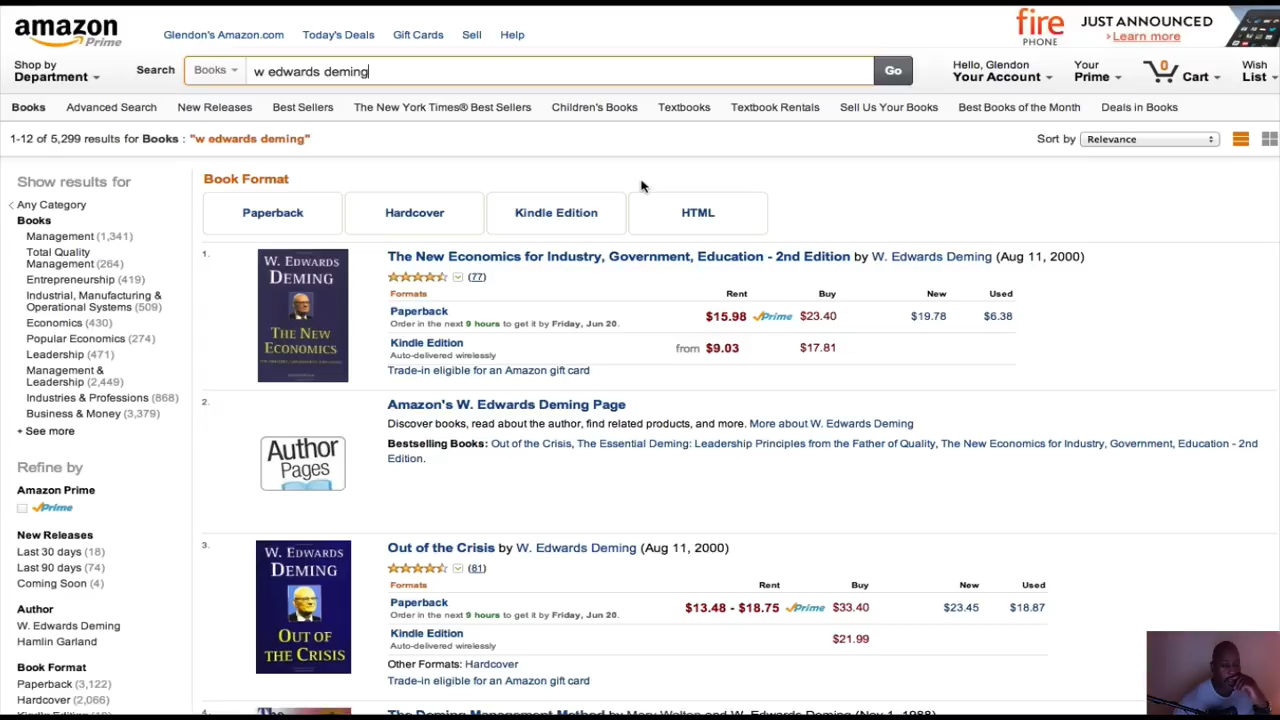 amazon
Prime
Glendon's Amazon.com Today's Deals Gift Cards Sell Help
fire
PHONE
JUST ANNOUNCED
›Learn more
Shop by
Department
Search Books w edwards deming Go
Hello, Glendon
Your Account
Your
Prime
0
Cart
Wish
List
Books Advanced Search New Releases Best Sellers The New York Times® Best Sellers Children's Books Textbooks Textbook Rentals Sell Us Your Books Best Books of the Month Deals in Books
1-12 of 5,299 results for Books : "w edwards deming"
Sort by Relevance
Show results for
Any Category
Books
Management (1,341)
Total Quality
Management (264)
Entrepreneurship (419)
Industrial, Manufacturing &
Operational Systems (509)
Economics (430)
Popular Economics (274)
Leadership (471)
Management &
Leadership (2,449)
Industries & Professions (868)
Business & Money (3,379)
+ See more
Refine by
Amazon Prime
Prime
New Releases
Last 30 days (18)
Last 90 days (74)
Coming Soon (4)
Author
W. Edwards Deming
Hamlin Garland
Book Format
Paperback (3,122)
Hardcover (2,066)
Book Format
Paperback Hardcover Kindle Edition HTML
1.
W. EDWARDS
DEMING
THE NEW
ECONOMICS
The New Economics for Industry, Government, Education - 2nd Edition by W. Edwards Deming (Aug 11, 2000)
(77)
Formats Rent Buy New Used
Paperback $15.98 Prime $23.40 $19.78 $6.38
Order in the next 9 hours to get it by Friday, Jun 20.
Kindle Edition from $9.03 $17.81
Auto-delivered wirelessly
Trade-in eligible for an Amazon gift card
2.
Author
Pages
Amazon's W. Edwards Deming Page
Discover books, read about the author, find related products, and more. More about W. Edwards Deming
Bestselling Books: Out of the Crisis, The Essential Deming: Leadership Principles from the Father of Quality, The New Economics for Industry, Government, Education - 2nd
Edition.
3.
W. EDWARDS
DEMING
OUT OF
THE CRISIS
Out of the Crisis by W. Edwards Deming (Aug 11, 2000)
(81)
Formats Rent Buy New Used
Paperback $13.48 - $18.75 Prime $33.40 $23.45 $18.87
Order in the next 9 hours to get it by Friday, Jun 20.
Kindle Edition $21.99
Auto-delivered wirelessly
Other Formats: Hardcover
Trade-in eligible for an Amazon gift card
The Deming Management Method by Mary Walton and W. Edwards Deming (Nov 1, 1988)